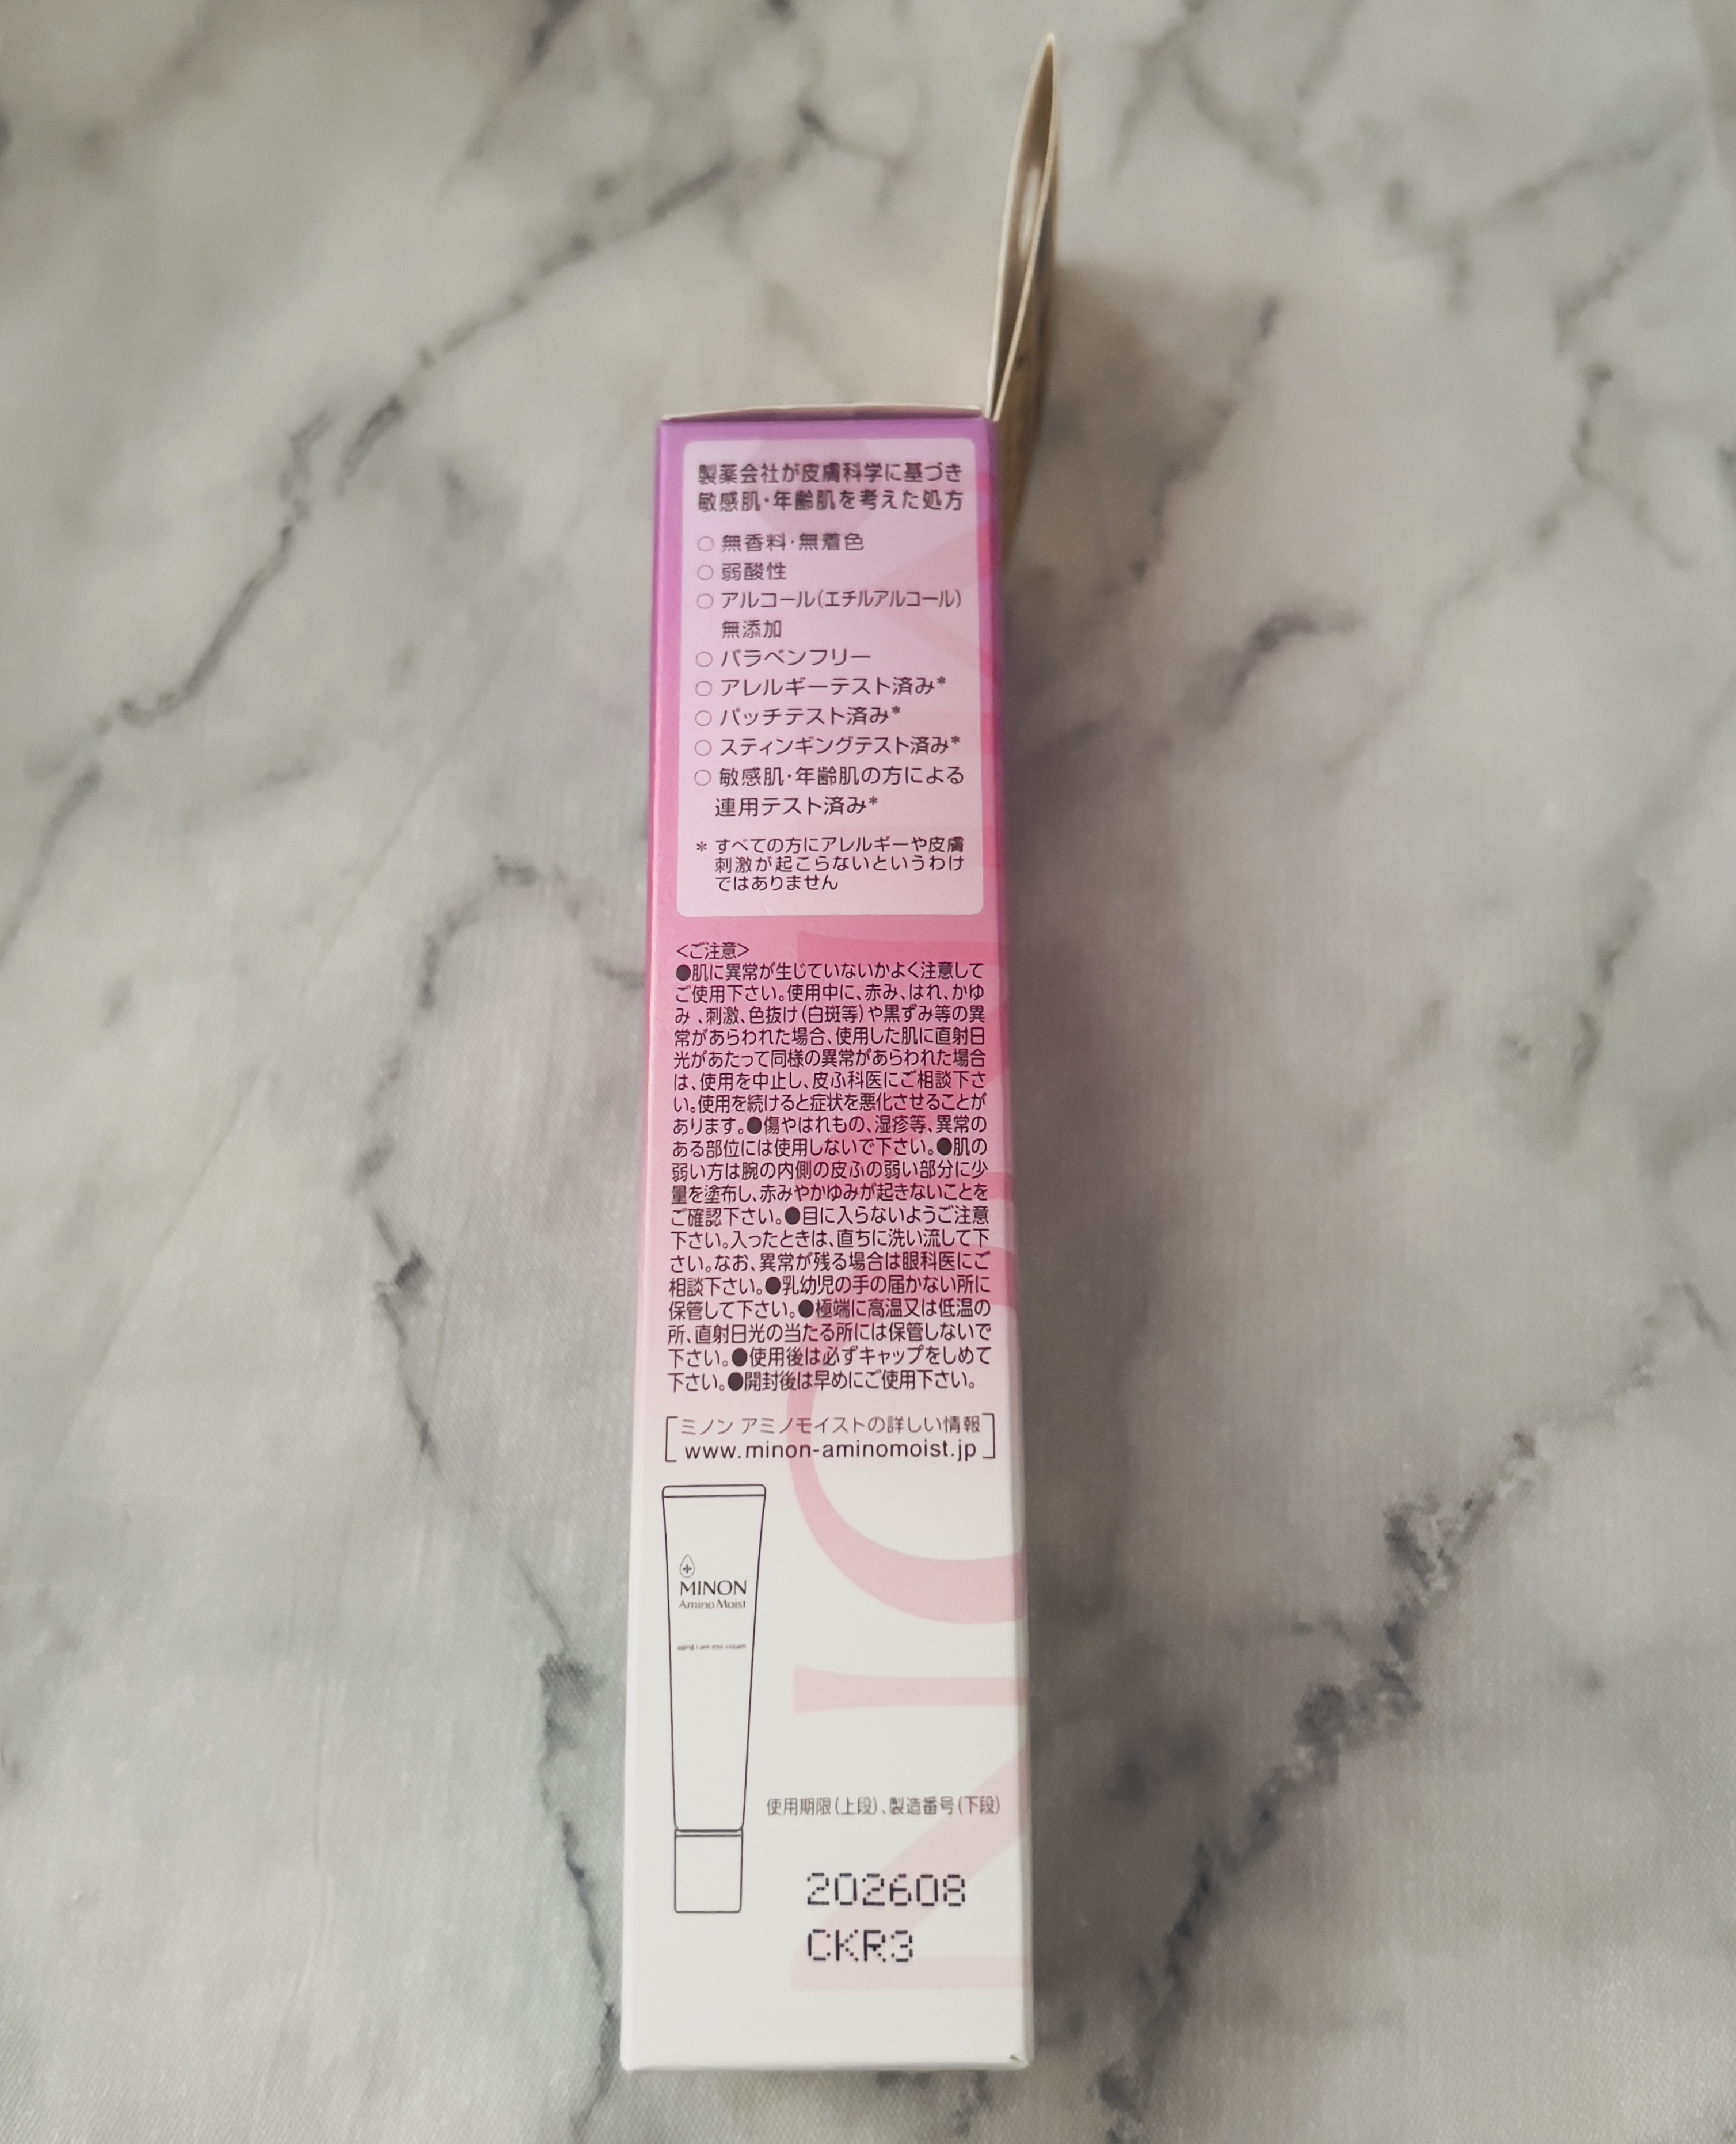 製薬会社が皮膚科学に基づき
敏感肌・年齢肌を考えた処方
○ 無香料・無着色
○ 弱酸性
○ アルコール(エチルアルコール)
無添加
○ パラベンフリー
○ アレルギーテスト済み*
○ パッチテスト済み*
○ スティンギングテスト済み*
○ 敏感肌・年齢肌の方による
連用テスト済み*
* すべての方にアレルギーや皮膚
刺激が起こらないというわけ
ではありません
<ご注意>
●肌に異常が生じていないかよく注意して
ご使用下さい。使用中に、赤み、はれ、かゆ
み、刺激、色抜け(白斑等)や黒ずみ等の異
常があらわれた場合、使用した肌に直射日
光があたって同様の異常があらわれた場合
は、使用を中止し、皮ふ科医にご相談下さ
い。使用を続けると症状を悪化させることが
あります。●傷やはれもの、湿疹等、異常の
ある部位には使用しないで下さい。●肌の
弱い方は腕の内側の皮ふの弱い部分に少
量を塗布し、赤みやかゆみが起きないことを
ご確認下さい。●目に入らないようご注意
下さい。入ったときは、直ちに洗い流して下
さい。なお、異常が残る場合は眼科医にご
相談下さい。●乳幼児の手の届かない所に
保管して下さい。●極端に高温又は低温の
所、直射日光の当たる所には保管しないで
下さい。●使用後は必ずキャップをしめて
下さい。●開封後は早めにご使用下さい。
ミノン アミノモイストの詳しい情報
www.minon-aminomoist.jp
MINON
Amino Moist
aging care eye cream
使用期限(上段)、製造番号(下段)
202608
CKR3